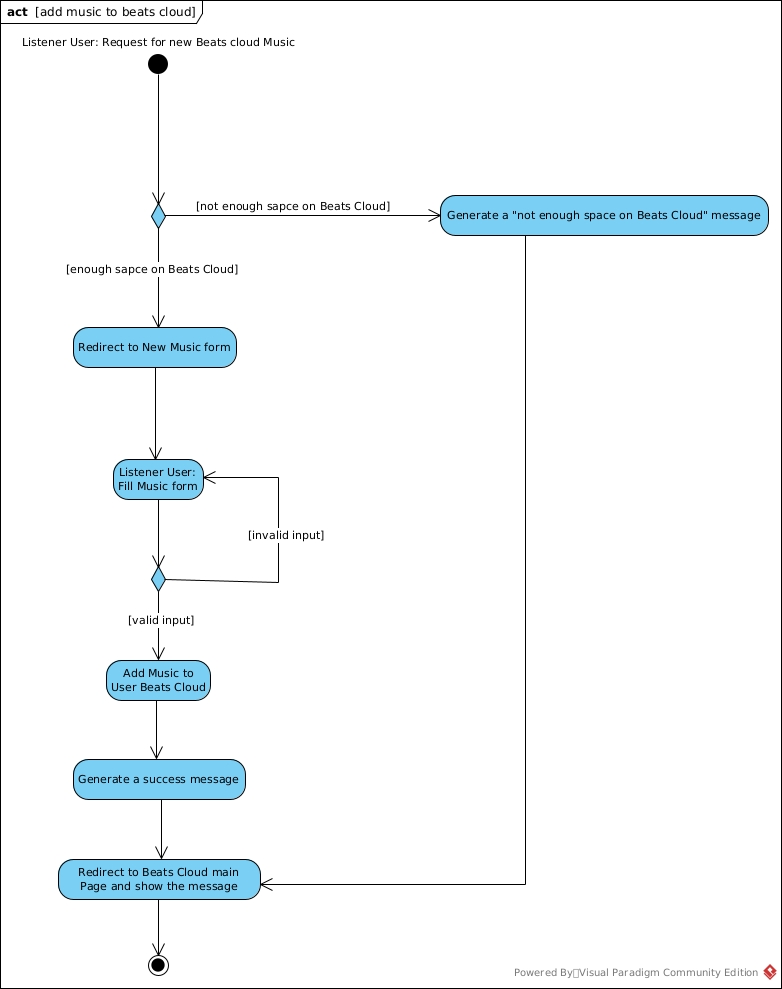 act [add music to beats cloud]
Listener User: Request for new Beats cloud Music
[not enough sapce on Beats Cloud]
Generate a "not enough space on Beats Cloud" message
[enough sapce on Beats Cloud]
Redirect to New Music form
Listener User:
Fill Music form
[invalid input]
[valid input]
Add Music to
User Beats Cloud
Generate a success message
Redirect to Beats Cloud main
Page and show the message
Powered By Visual Paradigm Community Edition